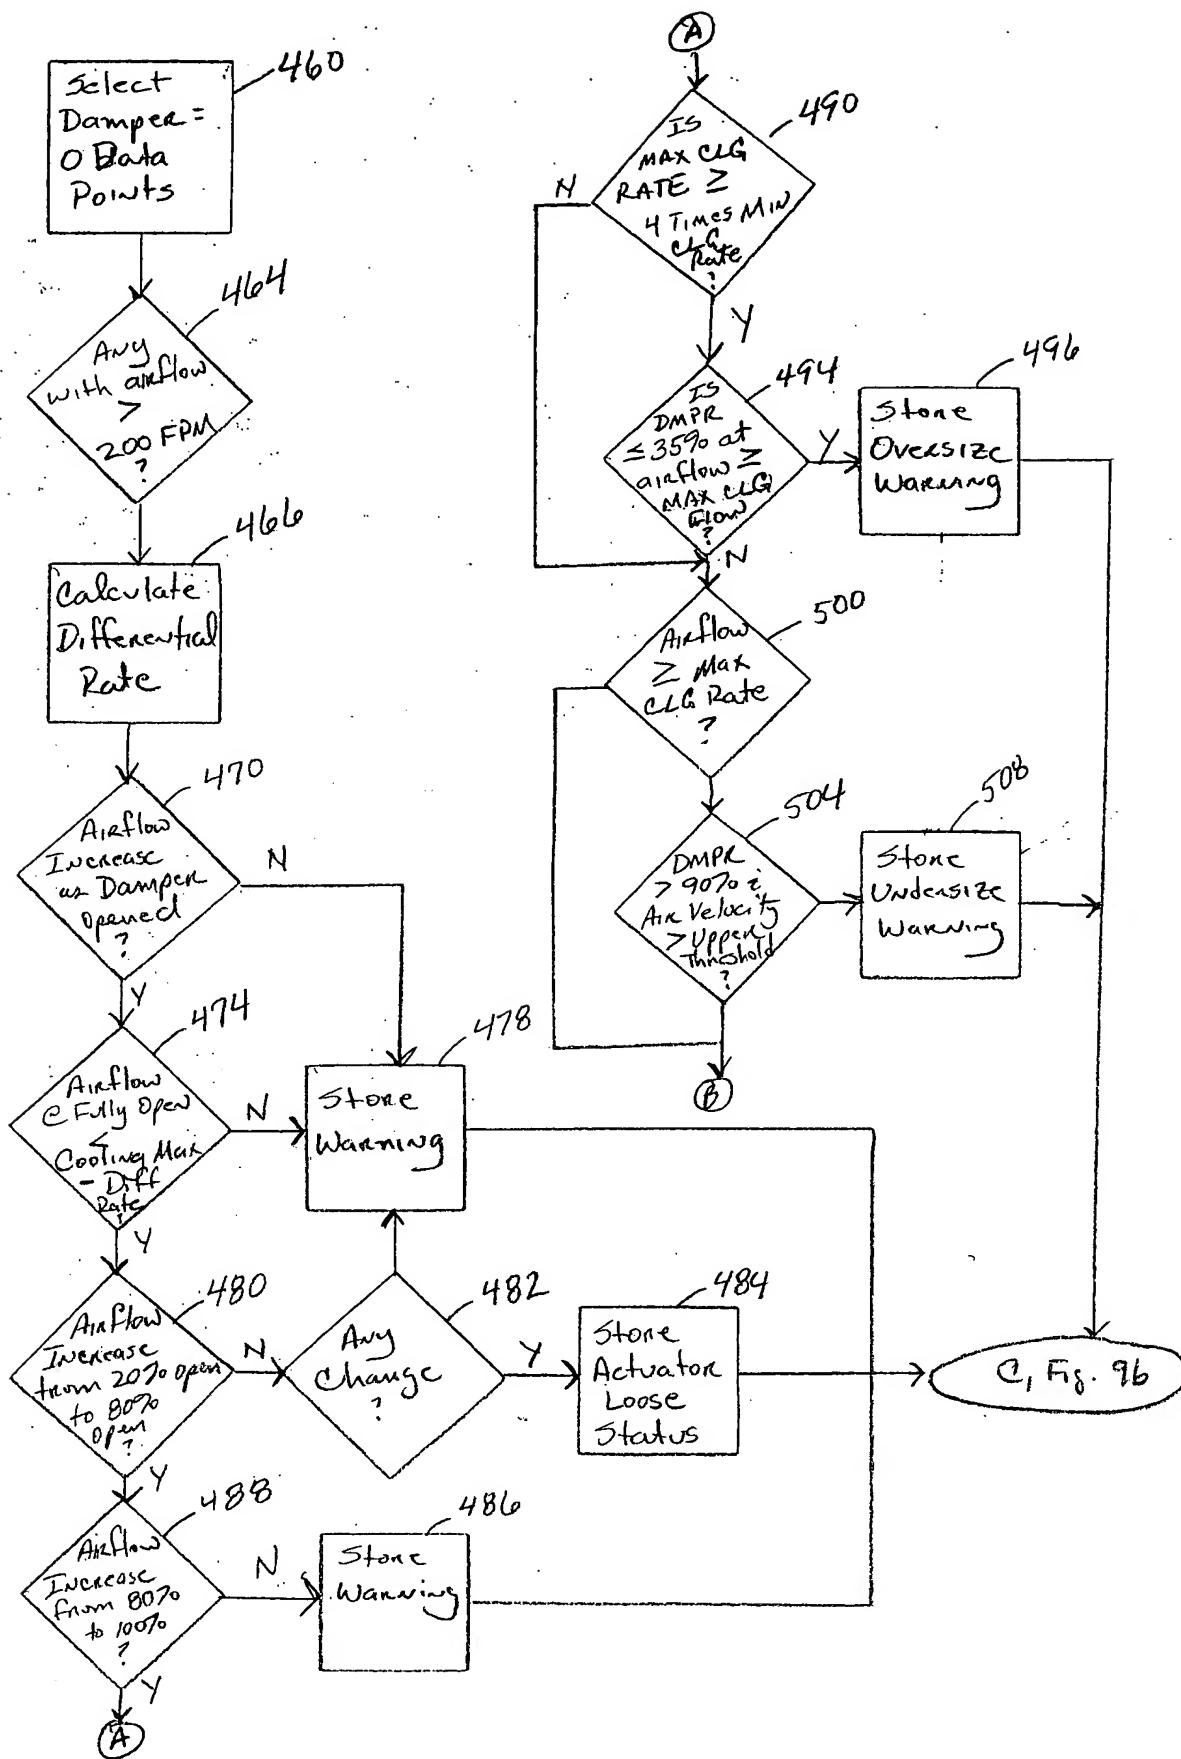 460
Select
Damper =
0 Data
Points
464
Any
with airflow
>
200 FPM
?
466
Calculate
Differential
Rate
470
Airflow
Increase
as Damper
Opened
?
N
Y
474
Airflow
@ Fully Open
<
Cooling Max
- Diff
Rate
?
N
Y
478
Store
Warning
480
Airflow
Increase
from 20% open
to 80%
open
?
N
Y
482
Any
Change
?
Y
484
Store
Actuator
Loose
Status
488
Airflow
Increase
from 80%
to 100%
?
N
Y
486
Store
Warning
A
A
490
IS
MAX CLG
RATE ≥
4 Times MIN
CLG
Rate
?
N
Y
494
IS
DMPR
≤ 35% at
airflow ≥
MAX CLG
Flow
?
Y
N
496
Store
Oversize
Warning
500
Airflow
≥ Max
CLG Rate
?
504
DMPR
> 90% &
Air Velocity
> Upper
Threshold
?
508
Store
Undersize
Warning
B
C, Fig. 9b